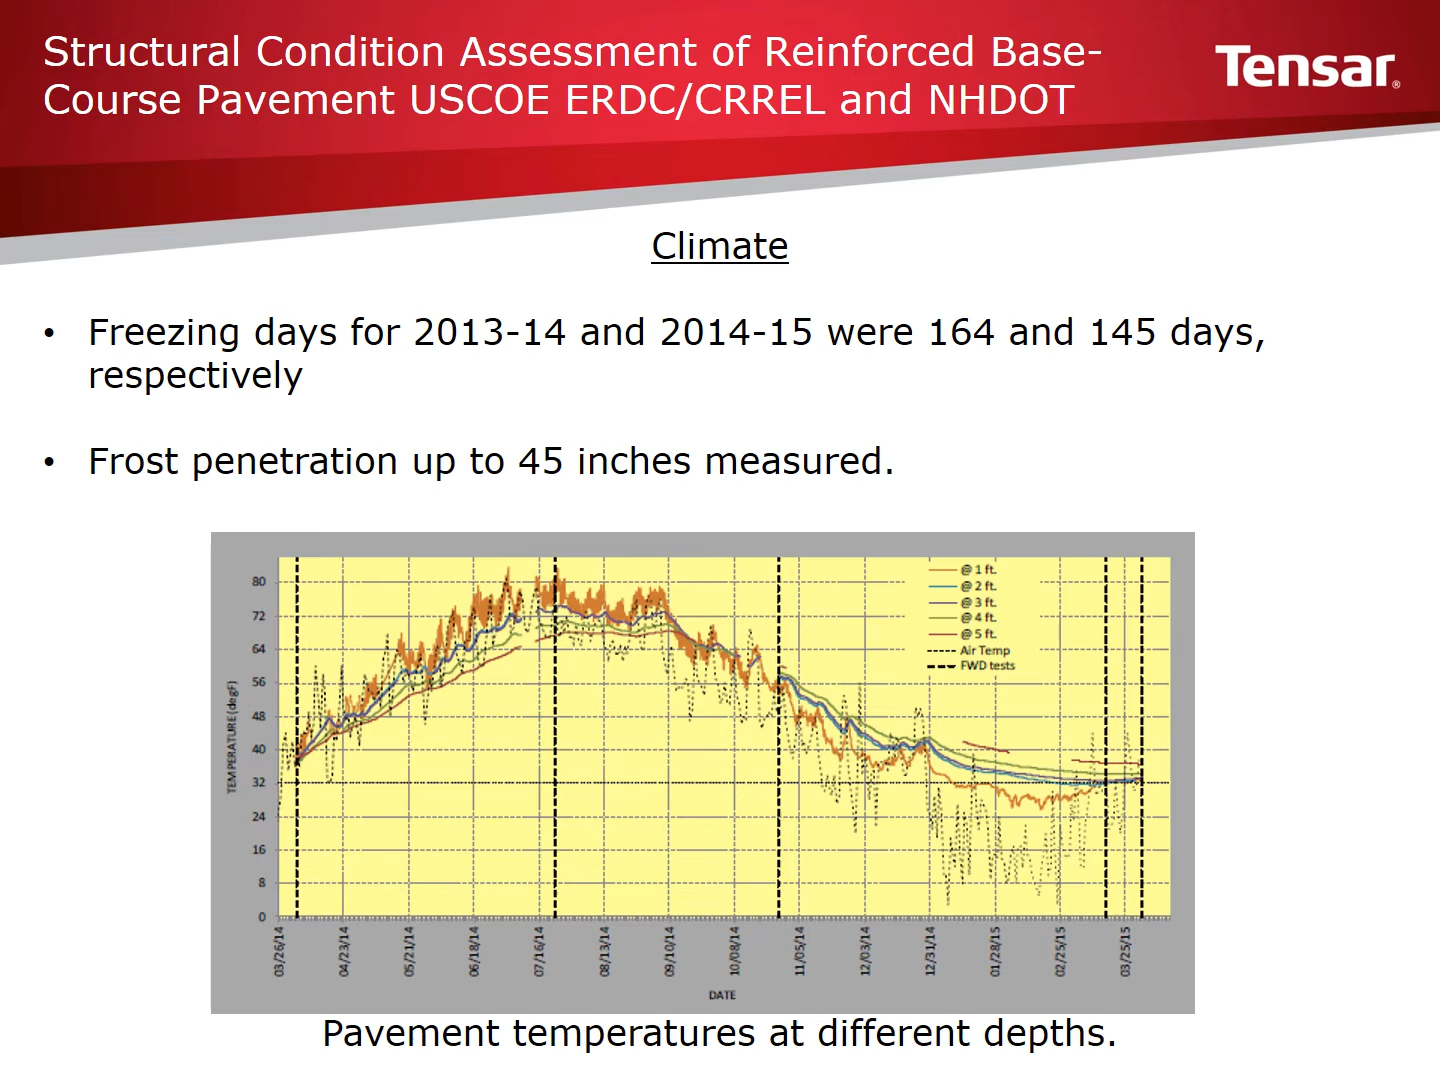 Structural Condition Assessment of Reinforced Base-
Course Pavement USCOE ERDC/CRREL and NHDOT
Tensar®
Climate
• Freezing days for 2013-14 and 2014-15 were 164 and 145 days,
respectively
• Frost penetration up to 45 inches measured.
80
72
64
56
48
40
32
24
16
8
0
TEMPERATURE (degF)
@ 1 ft.
@ 2 ft.
@ 3 ft.
@ 4 ft.
@ 5 ft.
Air Temp
FWD tests
03/26/14
04/23/14
05/21/14
06/18/14
07/16/14
08/13/14
09/10/14
10/08/14
11/05/14
12/03/14
12/31/14
01/28/15
02/25/15
03/25/15
DATE
Pavement temperatures at different depths.